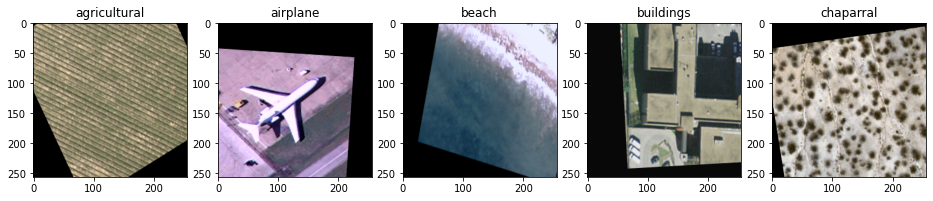 agricultural airplane beach buildings chaparral
0 0 0 0 0
50 50 50 50 50
100 100 100 100 100
150 150 150 150 150
200 200 200 200 200
250 250 250 250 250
0 100 200 0 100 200 0 100 200 0 100 200 0 100 200